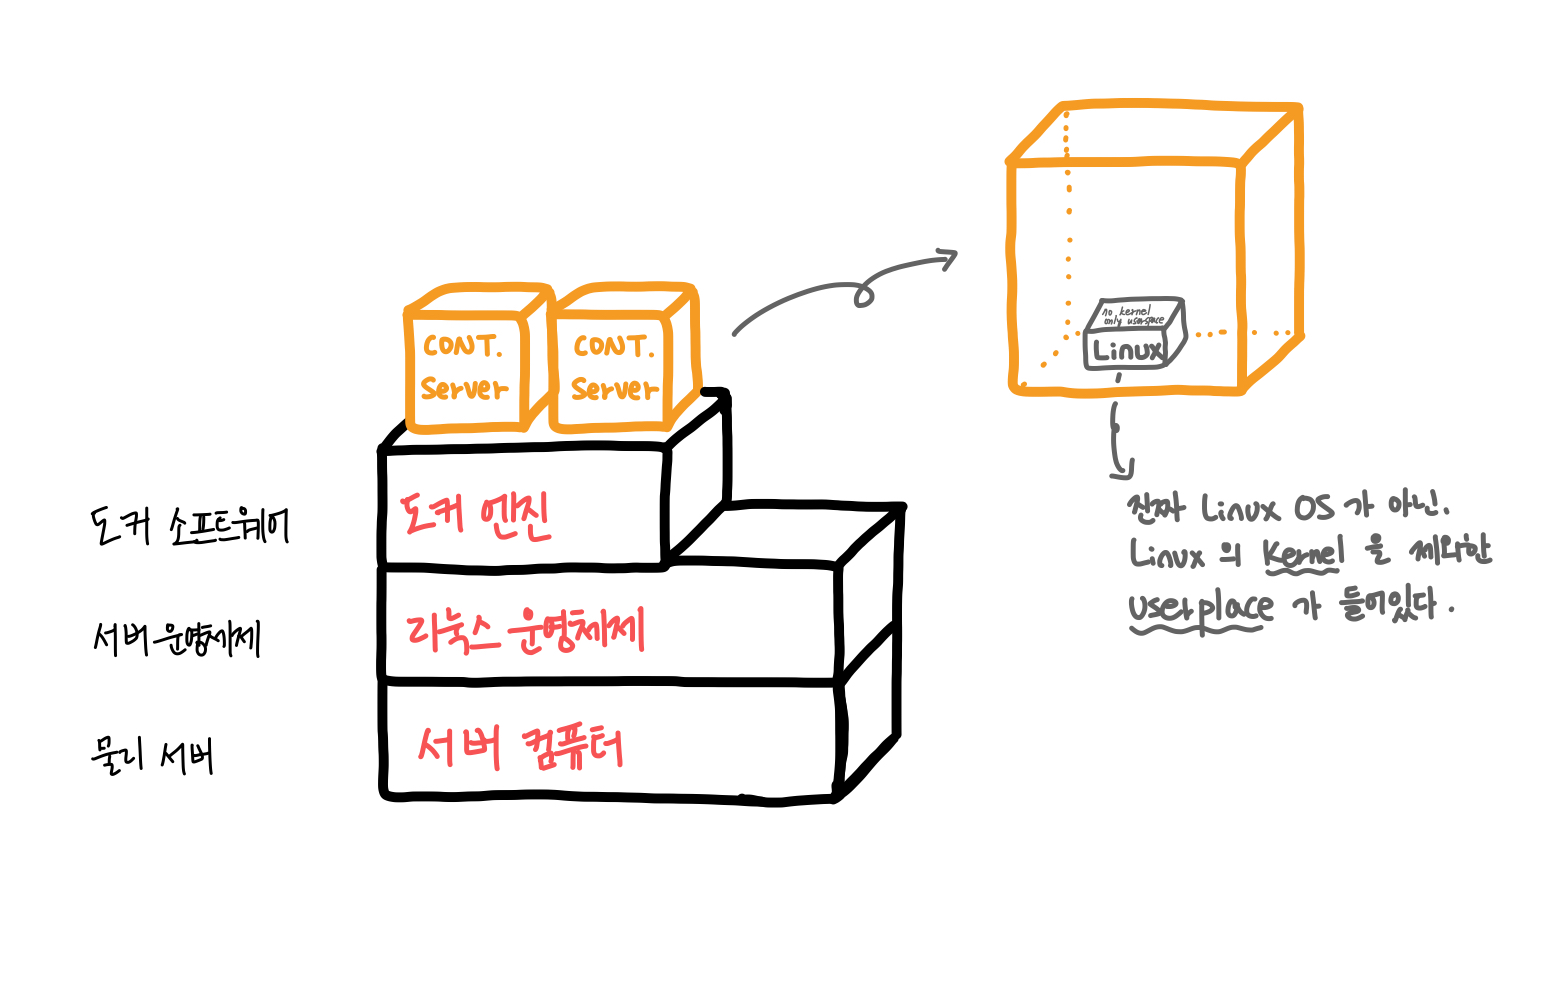 CONT.
Server
CONT.
Server
no kernel
only userspace
Linux
도커 소프트웨어
도커 엔진
진짜 Linux OS 가 아닌.
Linux 의 Kernel 을 제외한
userplace 가 들어있다.
서버 운영체제
라눅스 운영체제
물리 서버
서버 컴퓨터